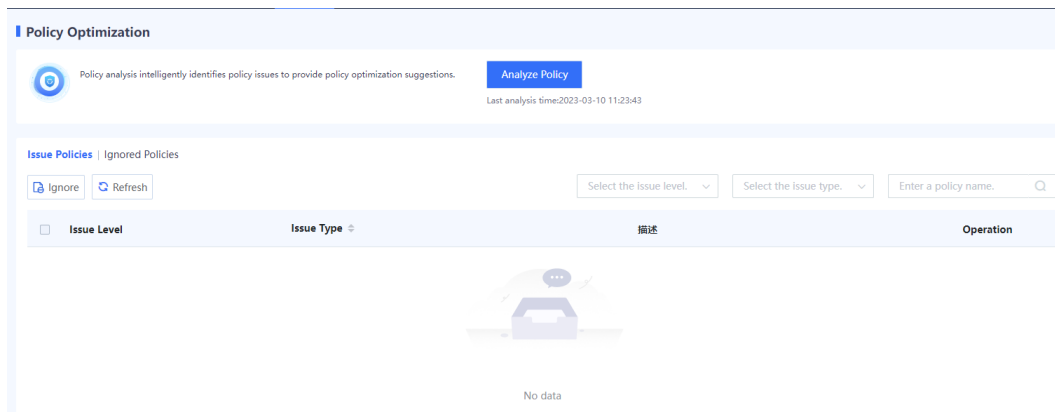 Policy Optimization
Policy analysis intelligently identifies policy issues to provide policy optimization suggestions.
Analyze Policy
Last analysis time:2023-03-10 11:23:43
Issue Policies | Ignored Policies
Ignore Refresh Select the issue level. Select the issue type. Enter a policy name.
Issue Level Issue Type 描述 Operation
No data